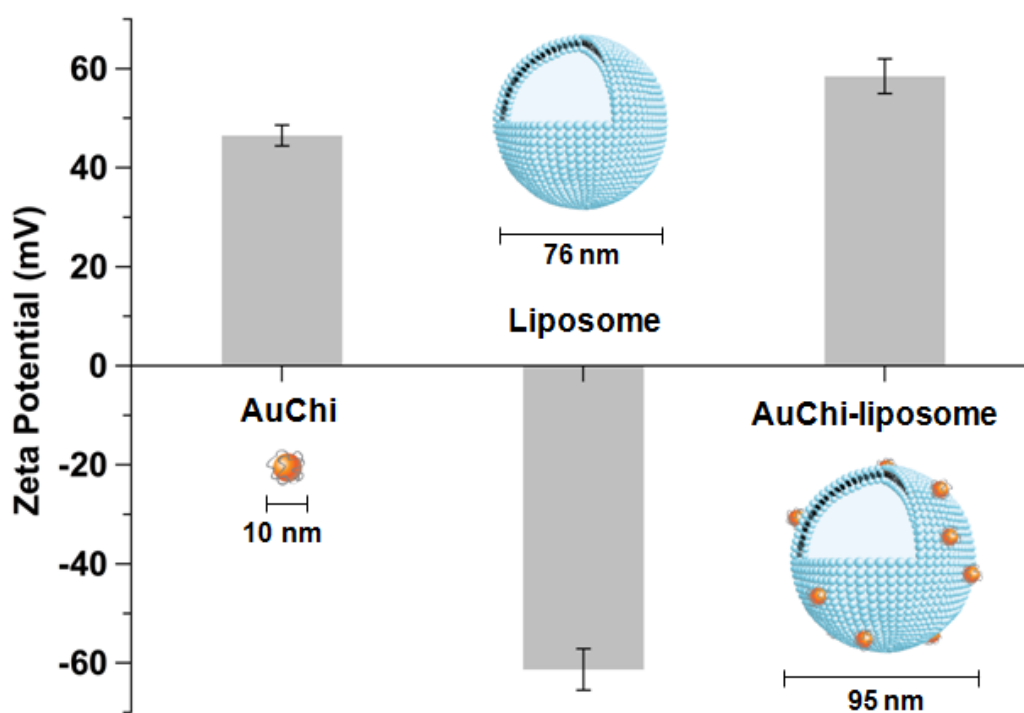 Zeta Potential (mV)
60
40
20
0
-20
-40
-60
76 nm
Liposome
AuChi
10 nm
AuChi-liposome
95 nm